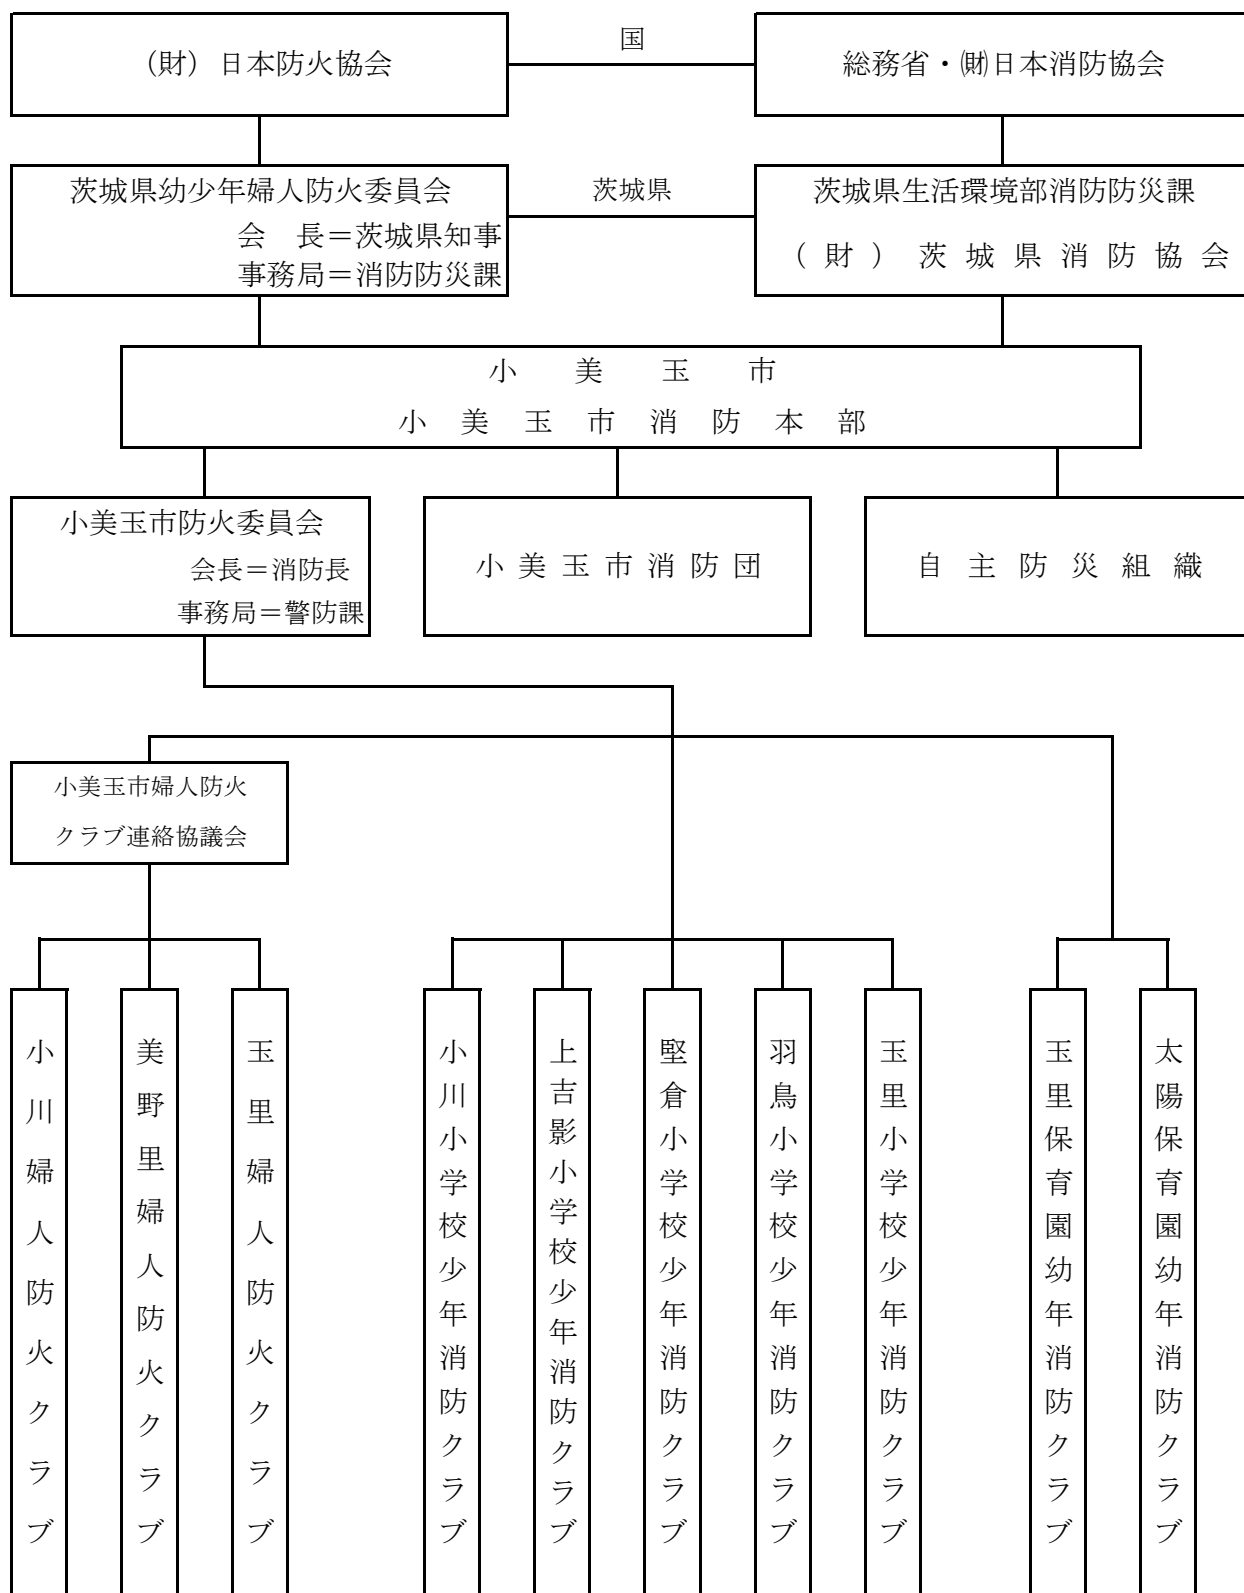 (財) 日本防火協会
国
総務省・㈶日本消防協会
茨城県幼少年婦人防火委員会
会　長＝茨城県知事
事務局＝消防防災課
茨城県
茨城県生活環境部消防防災課
(財) 茨城県消防協会
小美玉市
小美玉市消防本部
小美玉市防火委員会
会長＝消防長
事務局＝警防課
小美玉市消防団
自主防災組織
小美玉市婦人防火
クラブ連絡協議会
小川婦人防火クラブ
美野里婦人防火クラブ
玉里婦人防火クラブ
小川小学校少年消防クラブ
上吉影小学校少年消防クラブ
堅倉小学校少年消防クラブ
羽鳥小学校少年消防クラブ
玉里小学校少年消防クラブ
玉里保育園幼年消防クラブ
太陽保育園幼年消防クラブ